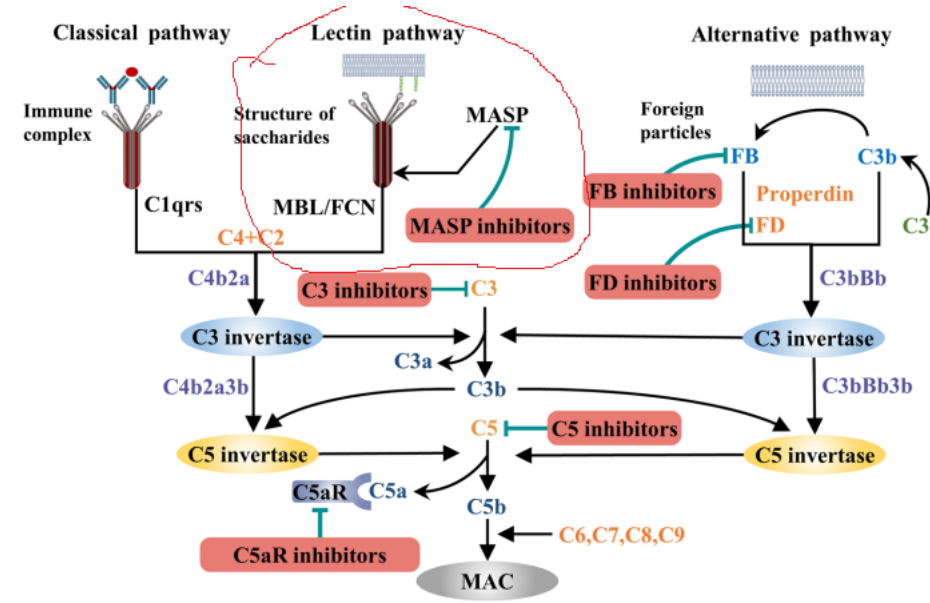 Classical pathway
Lectin pathway
Alternative pathway
Immune
complex
Structure of
saccharides
MASP
Foreign
particles
FB
C3b
FB inhibitors
Properdin
C1qrs
MBL/FCN
MASP inhibitors
FD
C3
C4+C2
C4b2a
C3 inhibitors
C3
FD inhibitors
C3bBb
C3 invertase
C3 invertase
C3a
C4b2a3b
C3b
C3bBb3b
C5
C5 inhibitors
C5 invertase
C5 invertase
C5aR
C5a
C5b
C5aR inhibitors
C6,C7,C8,C9
MAC